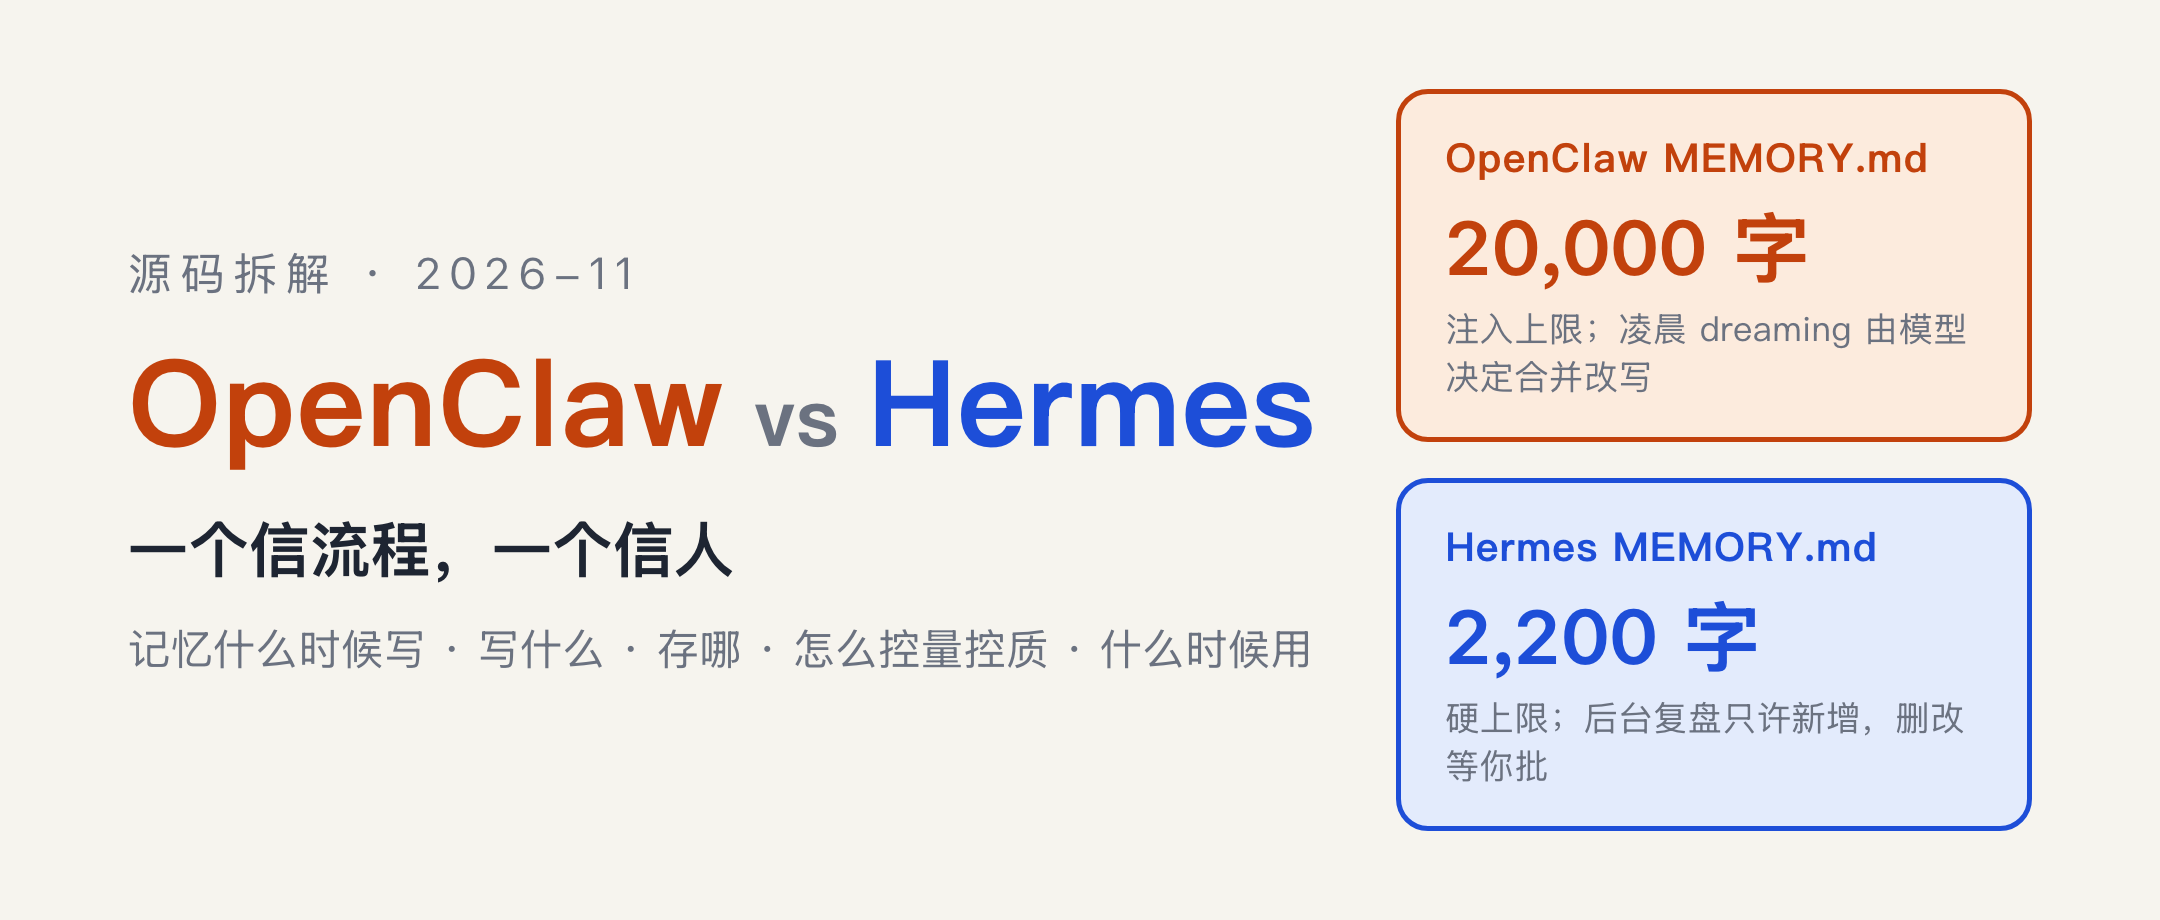 源码拆解 · 2026-11
OpenClaw vs Hermes
一个信流程，一个信人
记忆什么时候写 · 写什么 · 存哪 · 怎么控量控质 · 什么时候用
OpenClaw MEMORY.md
20,000 字
注入上限；凌晨 dreaming 由模型
决定合并改写
Hermes MEMORY.md
2,200 字
硬上限；后台复盘只许新增，删改
等你批